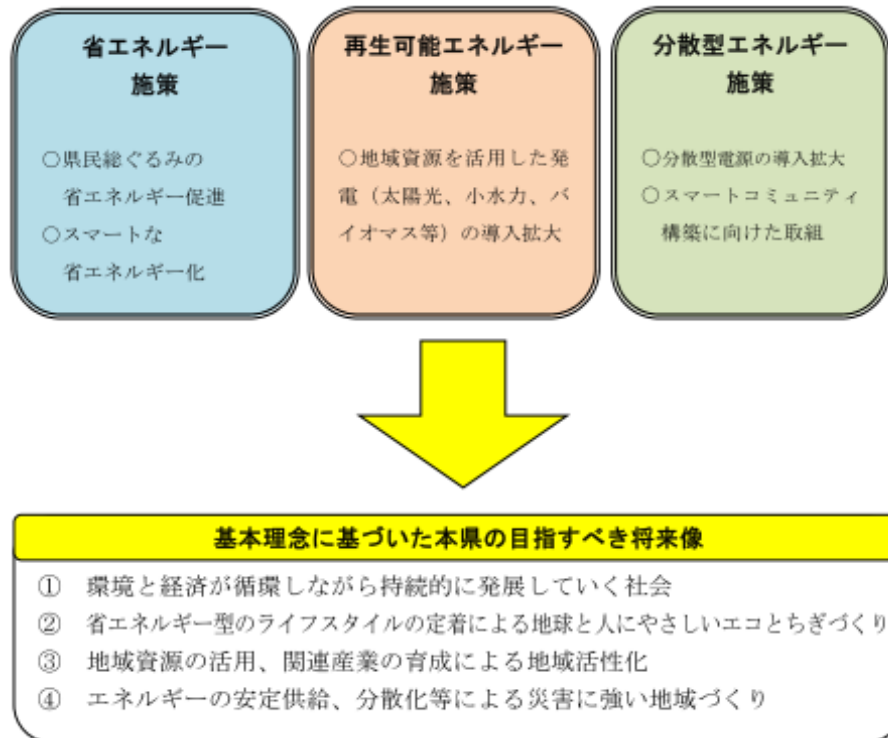 省エネルギー
施策
○県民総ぐるみの
省エネルギー促進
○スマートな
省エネルギー化
再生可能エネルギー
施策
○地域資源を活用した発
電（太陽光、小水力、バ
イオマス等）の導入拡大
分散型エネルギー
施策
○分散型電源の導入拡大
○スマートコミュニティ
構築に向けた取組
基本理念に基づいた本県の目指すべき将来像
① 環境と経済が循環しながら持続的に発展していく社会
② 省エネルギー型のライフスタイルの定着による地球と人にやさしいエコとちぎづくり
③ 地域資源の活用、関連産業の育成による地域活性化
④ エネルギーの安定供給、分散化等による災害に強い地域づくり